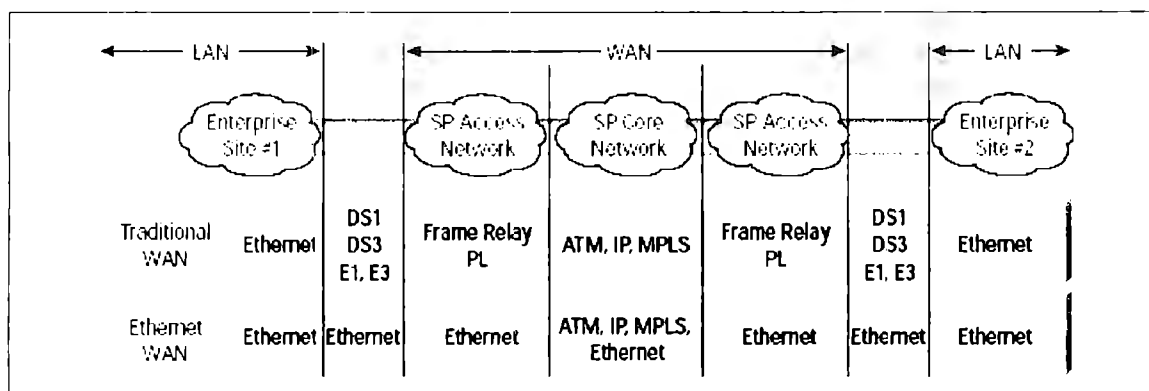 LAN WAN LAN
Enterprise Site #1
SP Access Network
SP Core Network
SP Access Network
Enterprise Site #2
Traditional WAN
Ethernet
DS1
DS3
E1, E3
Frame Relay
PL
ATM, IP, MPLS
Frame Relay
PL
DS1
DS3
E1, E3
Ethernet
Ethernet WAN
Ethernet
Ethernet
Ethernet
ATM, IP, MPLS,
Ethernet
Ethernet
Ethernet
Ethernet